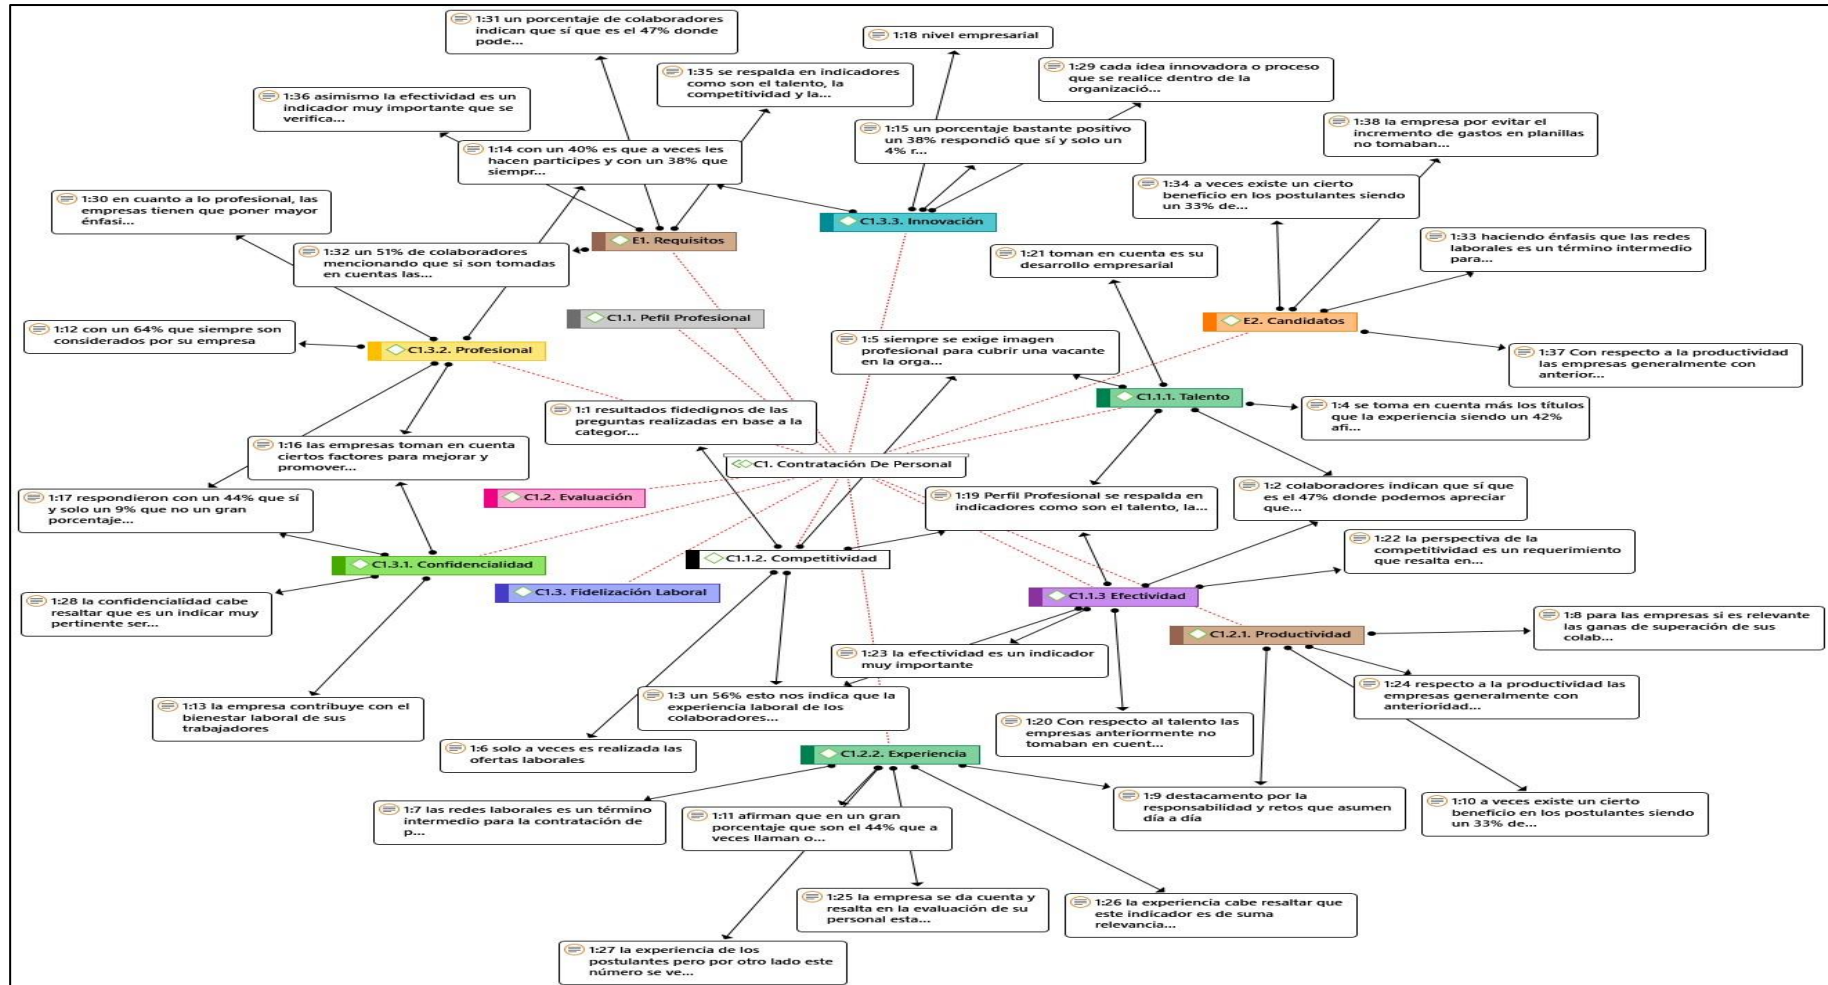 1:31 un porcentaje de colaboradores
indican que sí que es el 47% donde
pode...
1:18 nivel empresarial
1:35 se respalda en indicadores
como son el talento, la
competitividad y la...
1:29 cada idea innovadora o proceso
que se realice dentro de la
organizació...
1:36 asimismo la efectividad es un
indicador muy importante que se
verifica...
1:14 con un 40% es que a veces les
hacen participes y con un 38% que
siempr...
1:15 un porcentaje bastante positivo
un 38% respondió que sí y solo un
4% r...
1:38 la empresa por evitar el
incremento de gastos en planillas
no tomaban...
1:30 en cuanto a lo profesional, las
empresas tienen que poner mayor
énfasi...
1:34 a veces existe un cierto
beneficio en los postulantes siendo
un 33% de...
C1.3.3. Innovación
E1. Requisitos
1:32 un 51% de colaboradores
mencionando que si son tomadas
en cuentas las...
1:21 toman en cuenta es su
desarrollo empresarial
1:33 haciendo énfasis que las redes
laborales es un término intermedio
para...
C1.1. Pefil Profesional
E2. Candidatos
1:12 con un 64% que siempre son
considerados por su empresa
C1.3.2. Profesional
1:5 siempre se exige imagen
profesional para cubrir una vacante
en la orga...
1:37 Con respecto a la productividad
las empresas generalmente con
anterior...
C1.1.1. Talento
1:1 resultados fidedignos de las
preguntas realizadas en base a la
categor...
1:4 se toma en cuenta más los títulos
que la experiencia siendo un 42%
afi...
1:16 las empresas toman en cuenta
ciertos factores para mejorar y
promover...
C1. Contratación De Personal
C1.2. Evaluación
1:17 respondieron con un 44% que sí
y solo un 9% que no un gran
porcentaje...
1:19 Perfil Profesional se respalda en
indicadores como son el talento, la...
1:2 colaboradores indican que sí que
es el 47% donde podemos apreciar
que...
1:22 la perspectiva de la
competitividad es un requerimiento
que resalta en...
C1.3.1. Confidencialidad
C1.1.2. Competitividad
C1.3. Fidelización Laboral
C1.1.3 Efectividad
1:28 la confidencialidad cabe
resaltar que es un indicar muy
pertinente ser...
1:8 para las empresas si es relevante
las ganas de superación de sus
colab...
C1.2.1. Productividad
1:23 la efectividad es un indicador
muy importante
1:24 respecto a la productividad las
empresas generalmente con
anterioridad...
1:13 la empresa contribuye con el
bienestar laboral de sus
trabajadores
1:3 un 56% esto nos indica que la
experiencia laboral de los
colaboradores...
1:20 Con respecto al talento las
empresas anteriormente no
tomaban en cuent...
1:6 solo a veces es realizada las
ofertas laborales
C1.2.2. Experiencia
1:7 las redes laborales es un término
intermedio para la contratación de
p...
1:11 afirman que en un gran
porcentaje que son el 44% que a
veces llaman o...
1:9 destacamento por la
responsabilidad y retos que asumen
día a día
1:10 a veces existe un cierto
beneficio en los postulantes siendo
un 33% de...
1:25 la empresa se da cuenta y
resalta en la evaluación de su
personal esta...
1:26 la experiencia cabe resaltar que
este indicador es de suma
relevancia...
1:27 la experiencia de los
postulantes pero por otro lado este
número se ve...